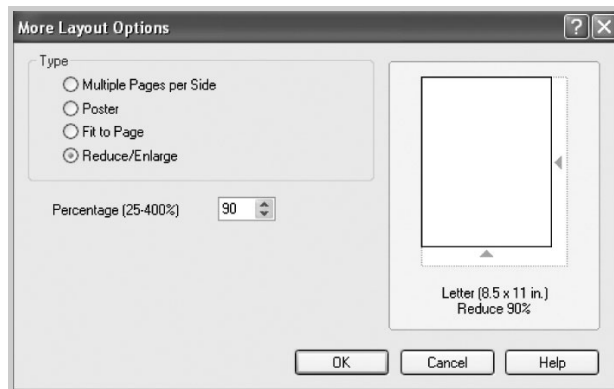 More Layout Options
Type
Multiple Pages per Side
Poster
Fit to Page
Reduce/Enlarge
Percentage (25-400%)
90
Letter (8.5 x 11 in.)
Reduce 90%
OK
Cancel
Help